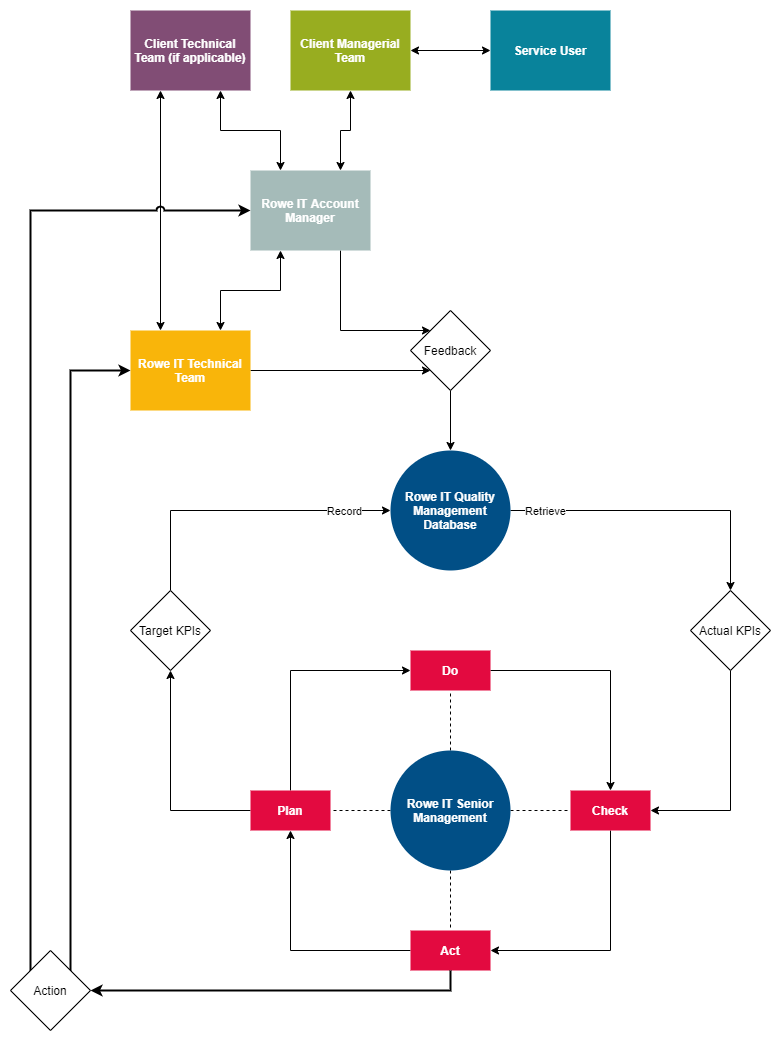 Client Technical
Team (if applicable)
Client Managerial
Team
Service User
Rowe IT Account
Manager
Rowe IT Technical
Team
Feedback
Rowe IT Quality
Management
Database
Record
Retrieve
Target KPIs
Actual KPIs
Do
Plan
Rowe IT Senior
Management
Check
Act
Action